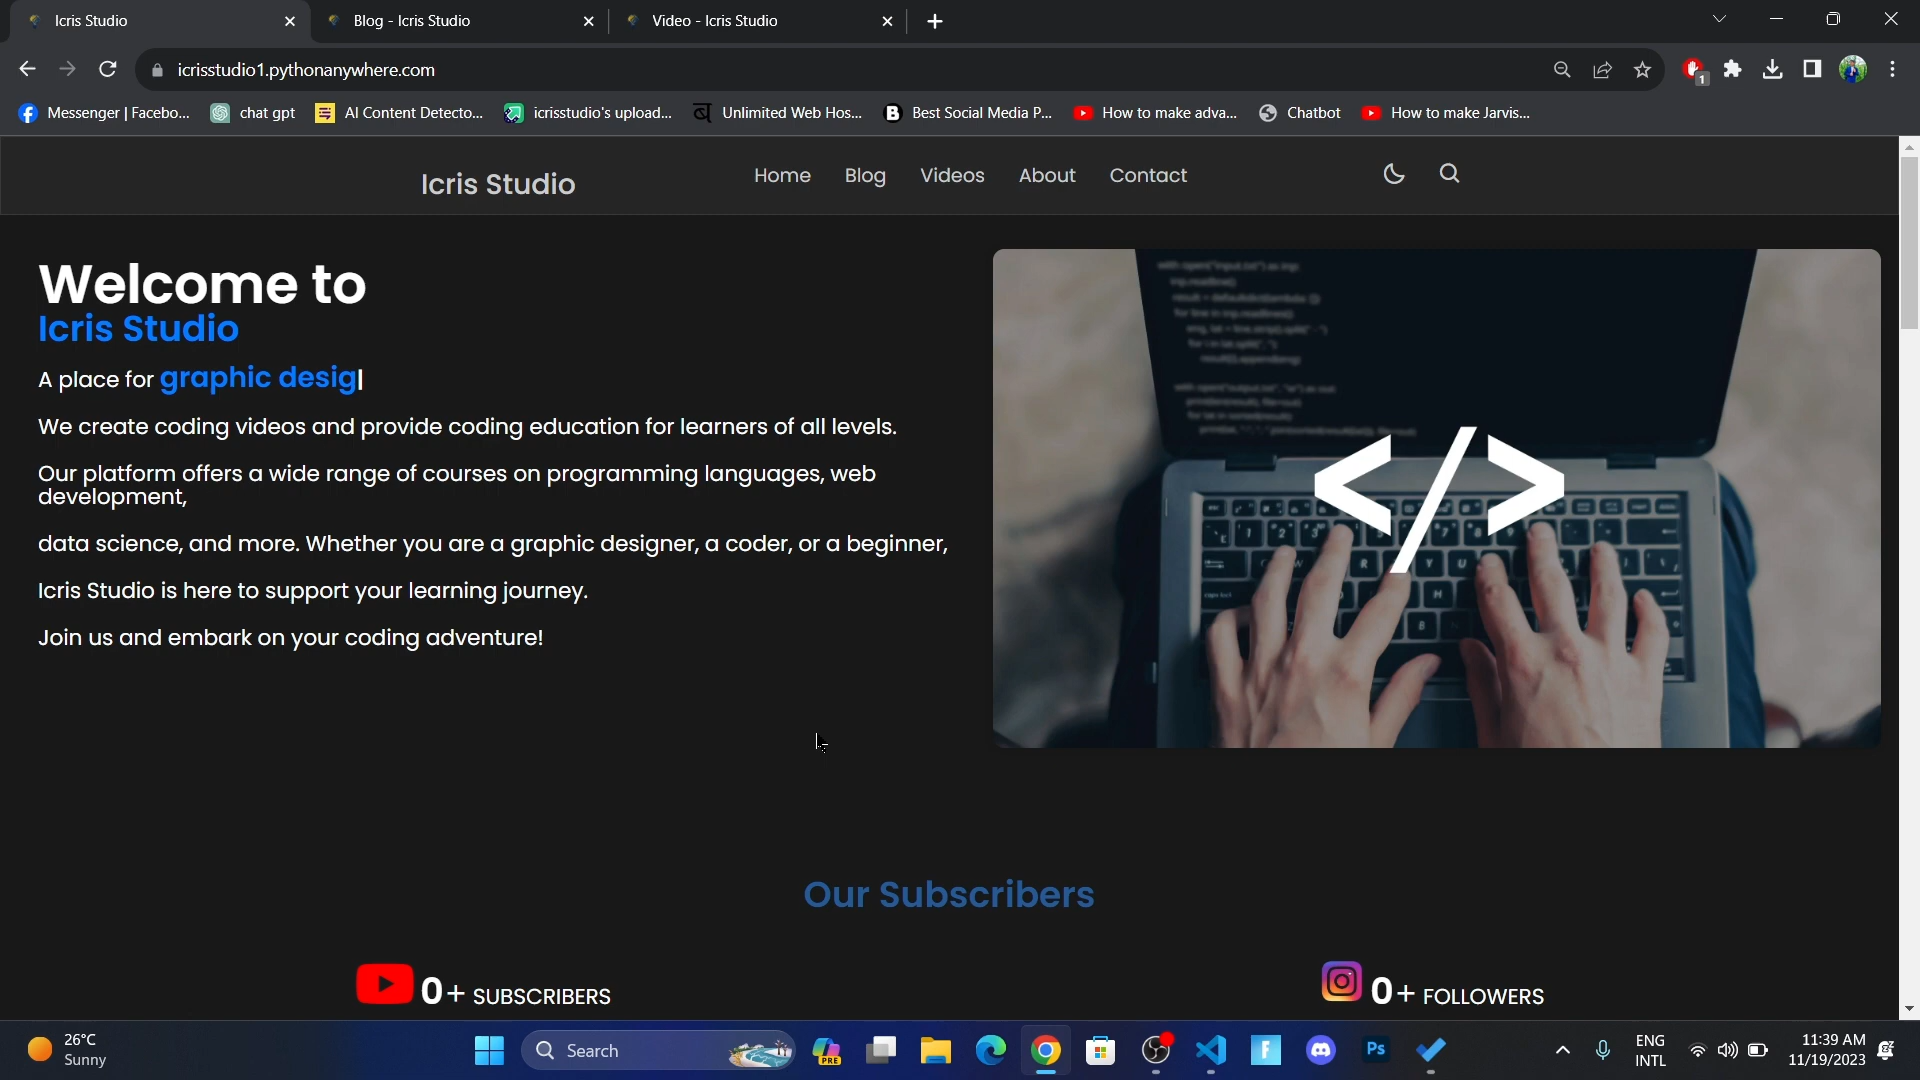 Icris Studio
Blog - Icris Studio
Video - Icris Studio
icrisstudio1.pythonanywhere.com
1
Messenger | Facebo...
chat gpt
AI Content Detecto...
icrisstudio's upload...
Unlimited Web Hos...
Best Social Media P...
How to make adva...
Chatbot
How to make Jarvis...
Icris Studio
Home
Blog
Videos
About
Contact
Welcome to
Icris Studio
A place for graphic desig|
We create coding videos and provide coding education for learners of all levels.
Our platform offers a wide range of courses on programming languages, web
development,
data science, and more. Whether you are a graphic designer, a coder, or a beginner,
Icris Studio is here to support your learning journey.
Join us and embark on your coding adventure!
</>
Our Subscribers
0+ SUBSCRIBERS
0+ FOLLOWERS
26°C
Sunny
Search
PRE
Ps
ENG
INTL
11:39 AM
11/19/2023